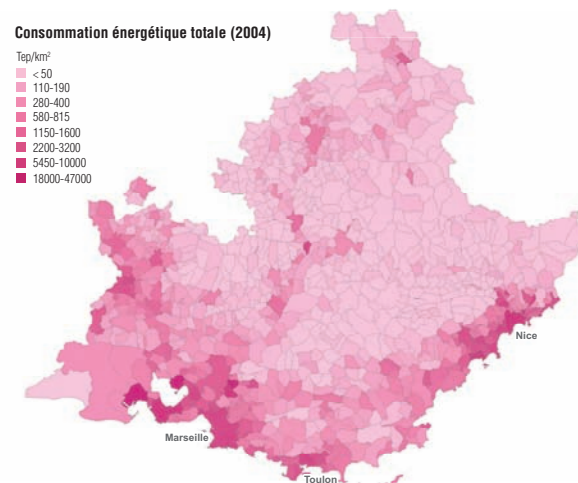 Consommation énergétique totale (2004)
Tep/km²
< 50
110-190
280-400
580-815
1150-1600
2200-3200
5450-10000
18000-47000
Nice
Marseille
Toulon